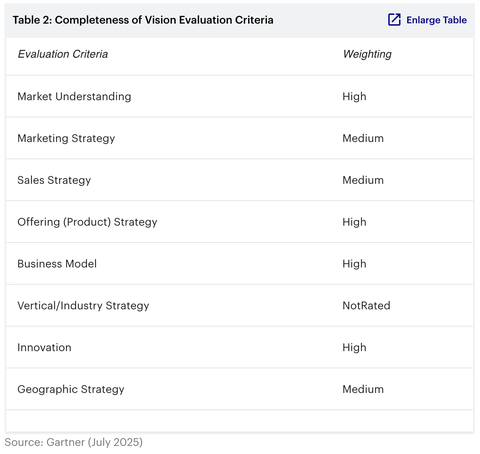 Table 2: Completeness of Vision Evaluation Criteria Enlarge Table
Evaluation Criteria Weighting
Market Understanding High
Marketing Strategy Medium
Sales Strategy Medium
Offering (Product) Strategy High
Business Model High
Vertical/Industry Strategy NotRated
Innovation High
Geographic Strategy Medium
Source: Gartner (July 2025)